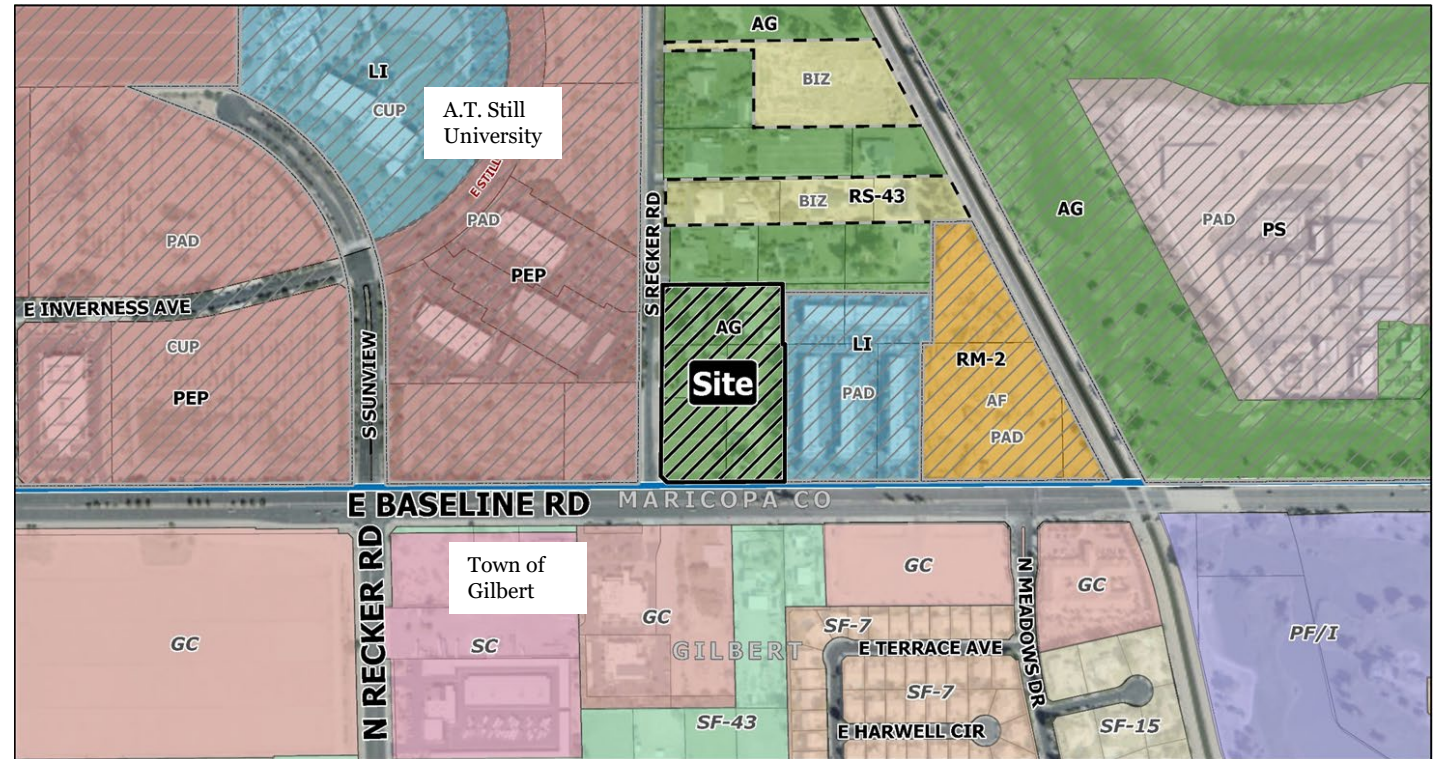 AG
LI
BIZ
CUP
A.T. Still
University
E STILL
S RECKER RD
BIZ
RS-43
AG
PAD
PS
PAD
PAD
PEP
E INVERNESS AVE
S SUNVIEW
AG
LI
CUP
RM-2
Site
PEP
PAD
AF
PAD
E BASELINE RD
MARICOPA CO
N RECKER RD
Town of
Gilbert
GC
GC
N MEADOWS DR
GC
GC
SC
GC
SF-7
GILBERT
E TERRACE AVE
PF/I
SF-7
SF-43
E HARWELL CIR
SF-15